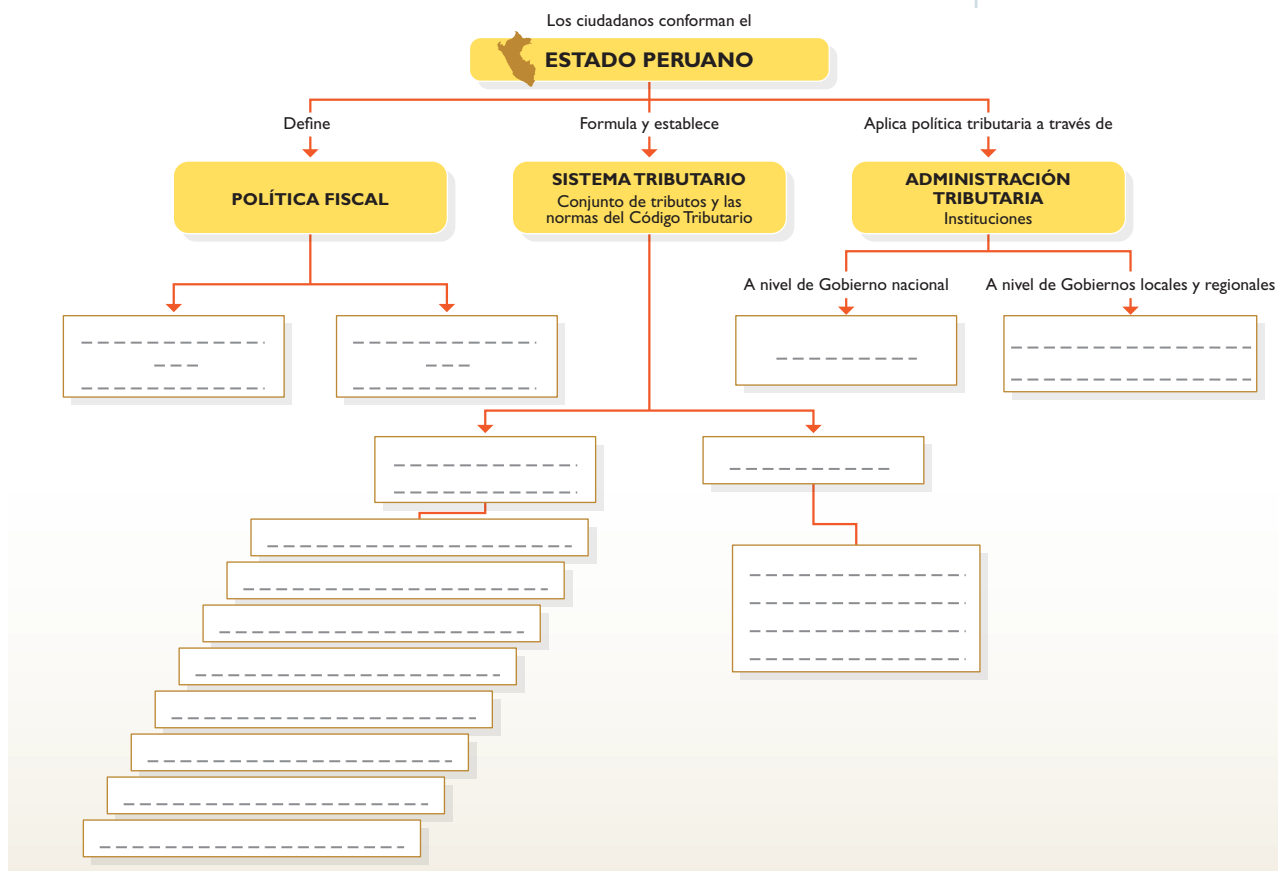 Los ciudadanos conforman el
ESTADO PERUANO
Define
Formula y establece
Aplica política tributaria a través de
POLÍTICA FISCAL
SISTEMA TRIBUTARIO
Conjunto de tributos y las
normas del Código Tributario
ADMINISTRACIÓN
TRIBUTARIA
Instituciones
A nivel de Gobierno nacional
A nivel de Gobiernos locales y regionales